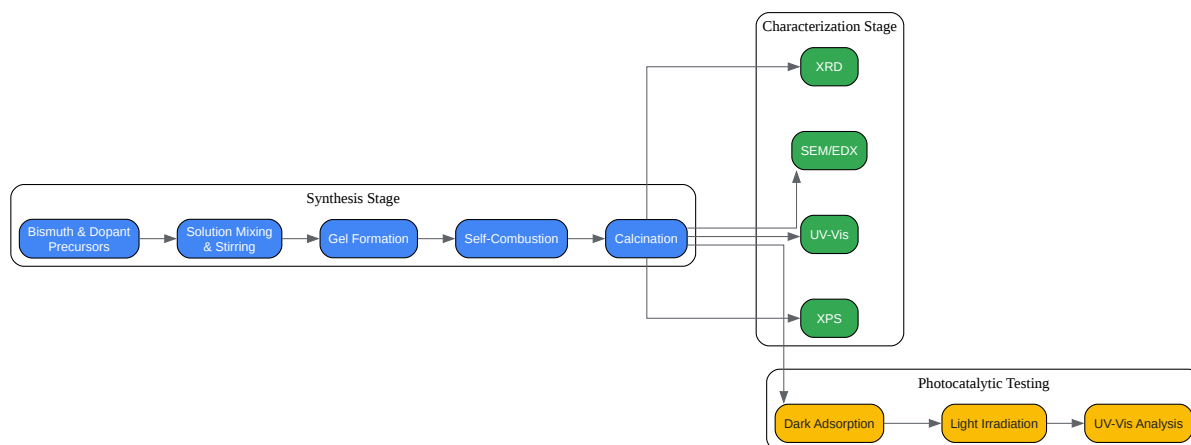 Characterization Stage
XRD
SEM/EDX
UV-Vis
XPS
Synthesis Stage
Bismuth & Dopant
Precursors
Solution Mixing
& Stirring
Gel Formation
Self-Combustion
Calcination
Photocatalytic Testing
Dark Adsorption
Light Irradiation
UV-Vis Analysis